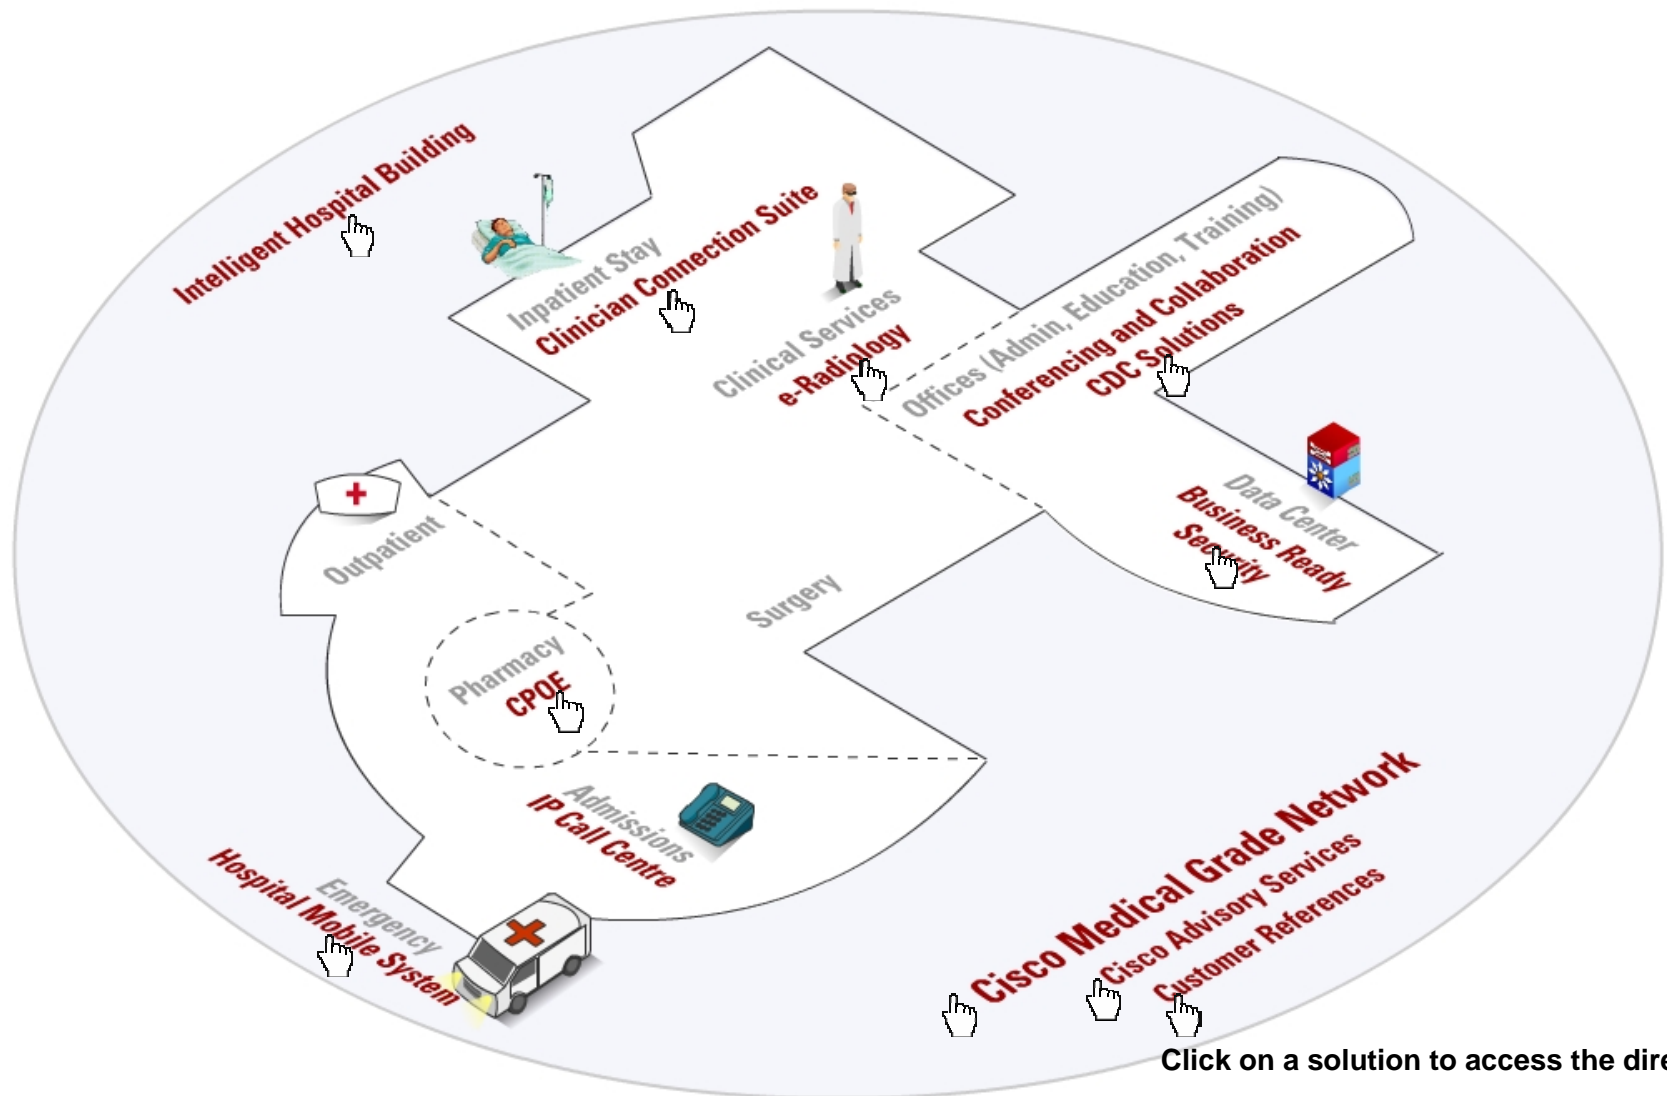 Intelligent Hospital Building
Inpatient Stay
Clinician Connection Suite
Clinical Services
e-Radiology
Offices (Admin, Education, Training)
Conferencing and Collaboration
CDC Solutions
Data Center
Business Ready
Security
Outpatient
Surgery
Pharmacy
CPOE
Admissions
IP Call Centre
Emergency
Hospital Mobile System
Cisco Medical Grade Network
Cisco Advisory Services
Customer References
Click on a solution to access the dire